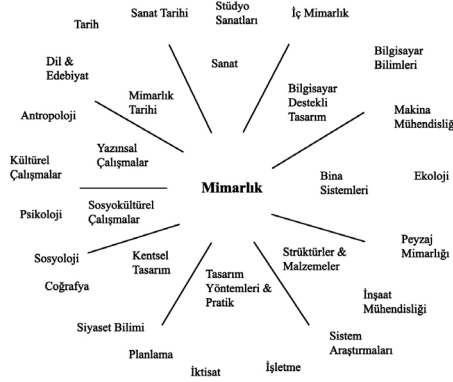 Stüdyo
Sanatları
Sanat Tarihi
İç Mimarlık
Tarih
Bilgisayar
Bilimleri
Dil &
Edebiyat
Sanat
Mimarlık
Tarihi
Bilgisayar
Destekli
Tasarım
Makina
Mühendisliğ
Antropoloji
Yazınsal
Çalışmalar
Kültürel
Çalışmalar
Mimarlık
Bina
Sistemleri
Ekoloji
Psikoloji
Sosyokültürel
Çalışmalar
Peyzaj
Mimarlığı
Sosyoloji
Kentsel
Tasarım
Strüktürler &
Malzemeler
Tasarım
Yöntemleri &
Pratik
Coğrafya
İnşaat
Mühendisliği
Siyaset Bilimi
Sistem
Araştırmaları
Planlama
İktisat
İşletme